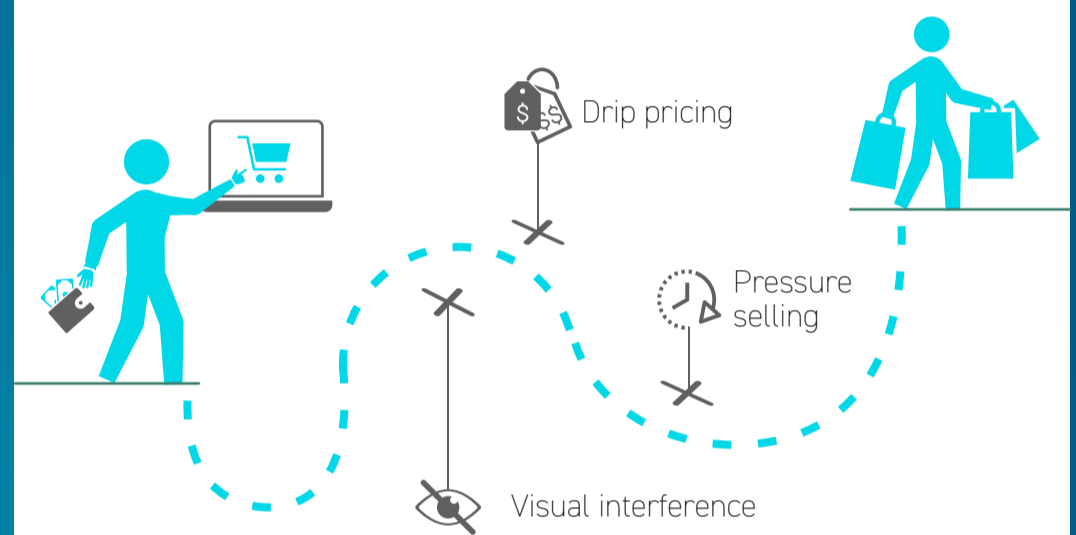 $
$$
Drip pricing
Pressure
selling
Visual interference